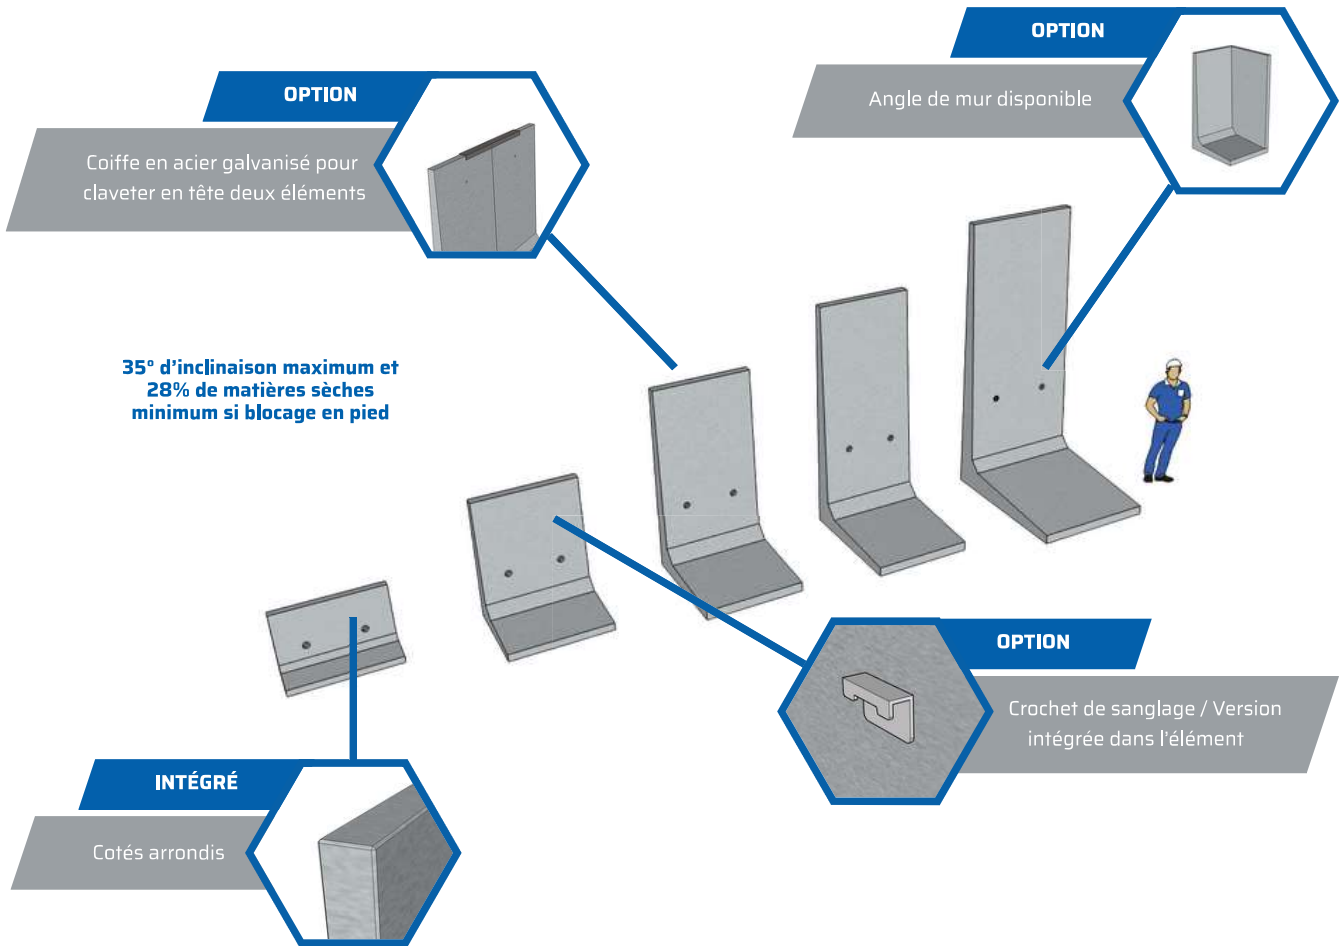 OPTION
Angle de mur disponible
OPTION
Coiffe en acier galvanisé pour
claveter en tête deux éléments
35° d'inclinaison maximum et
28% de matières sèches
minimum si blocage en pied
OPTION
Crochet de sanglage / Version
intégrée dans l'élément
INTÉGRÉ
Cotés arrondis